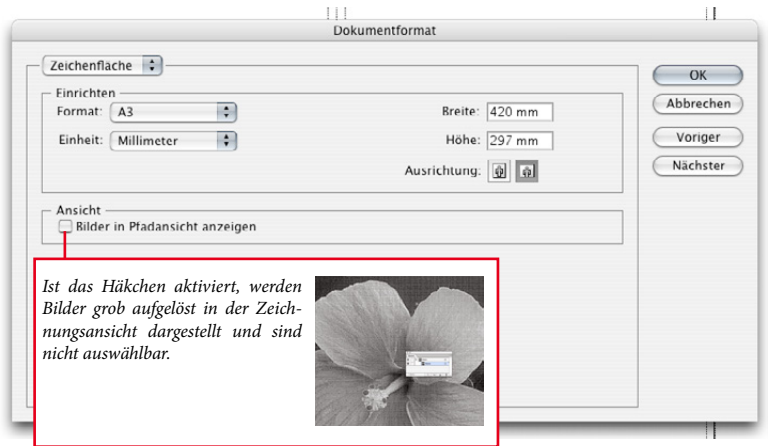 Dokumentformat
Zeichenfläche
Einrichten
Format: A3
Breite: 420 mm
Einheit: Millimeter
Höhe: 297 mm
Ausrichtung:
Ansicht
Bilder in Pfadansicht anzeigen
OK
Abbrechen
Voriger
Nächster
Ist das Häkchen aktiviert, werden
Bilder grob aufgelöst in der Zeich-
nungsansicht dargestellt und sind
nicht auswählbar.